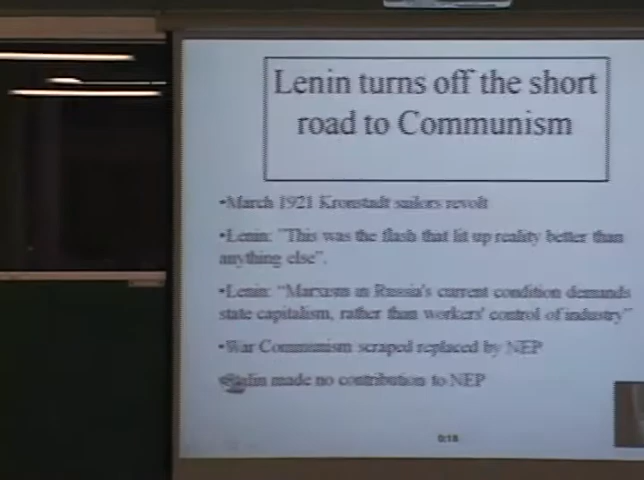 Lenin turns off the short
road to Communism
•March 1921 Kronstadt sailors revolt
•Lenin: "This was the flash that lit up reality better than
anything else".
•Lenin: "Marxism in Russia's current condition demands
state capitalism, rather than workers' control of industry"
•War Communism scraped replaced by NEP
made no contribution to NEP
0:18